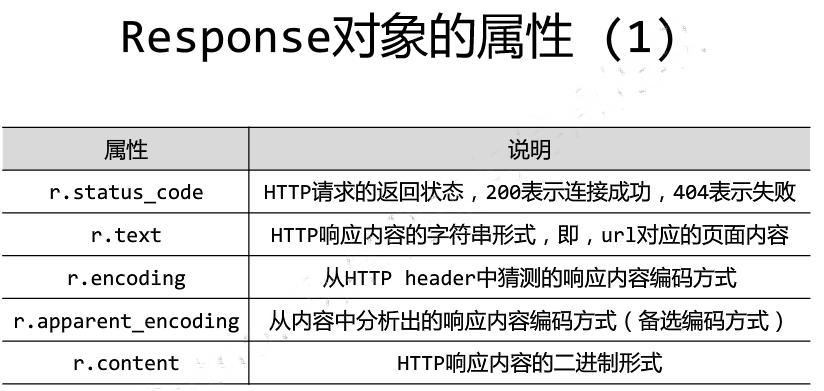 Response对象的属性 (1)
属性 说明
r.status_code HTTP请求的返回状态，200表示连接成功，404表示失败
r.text HTTP响应内容的字符串形式，即，url对应的页面内容
r.encoding 从HTTP header中猜测的响应内容编码方式
r.apparent_encoding 从内容中分析出的响应内容编码方式（备选编码方式）
r.content HTTP响应内容的二进制形式